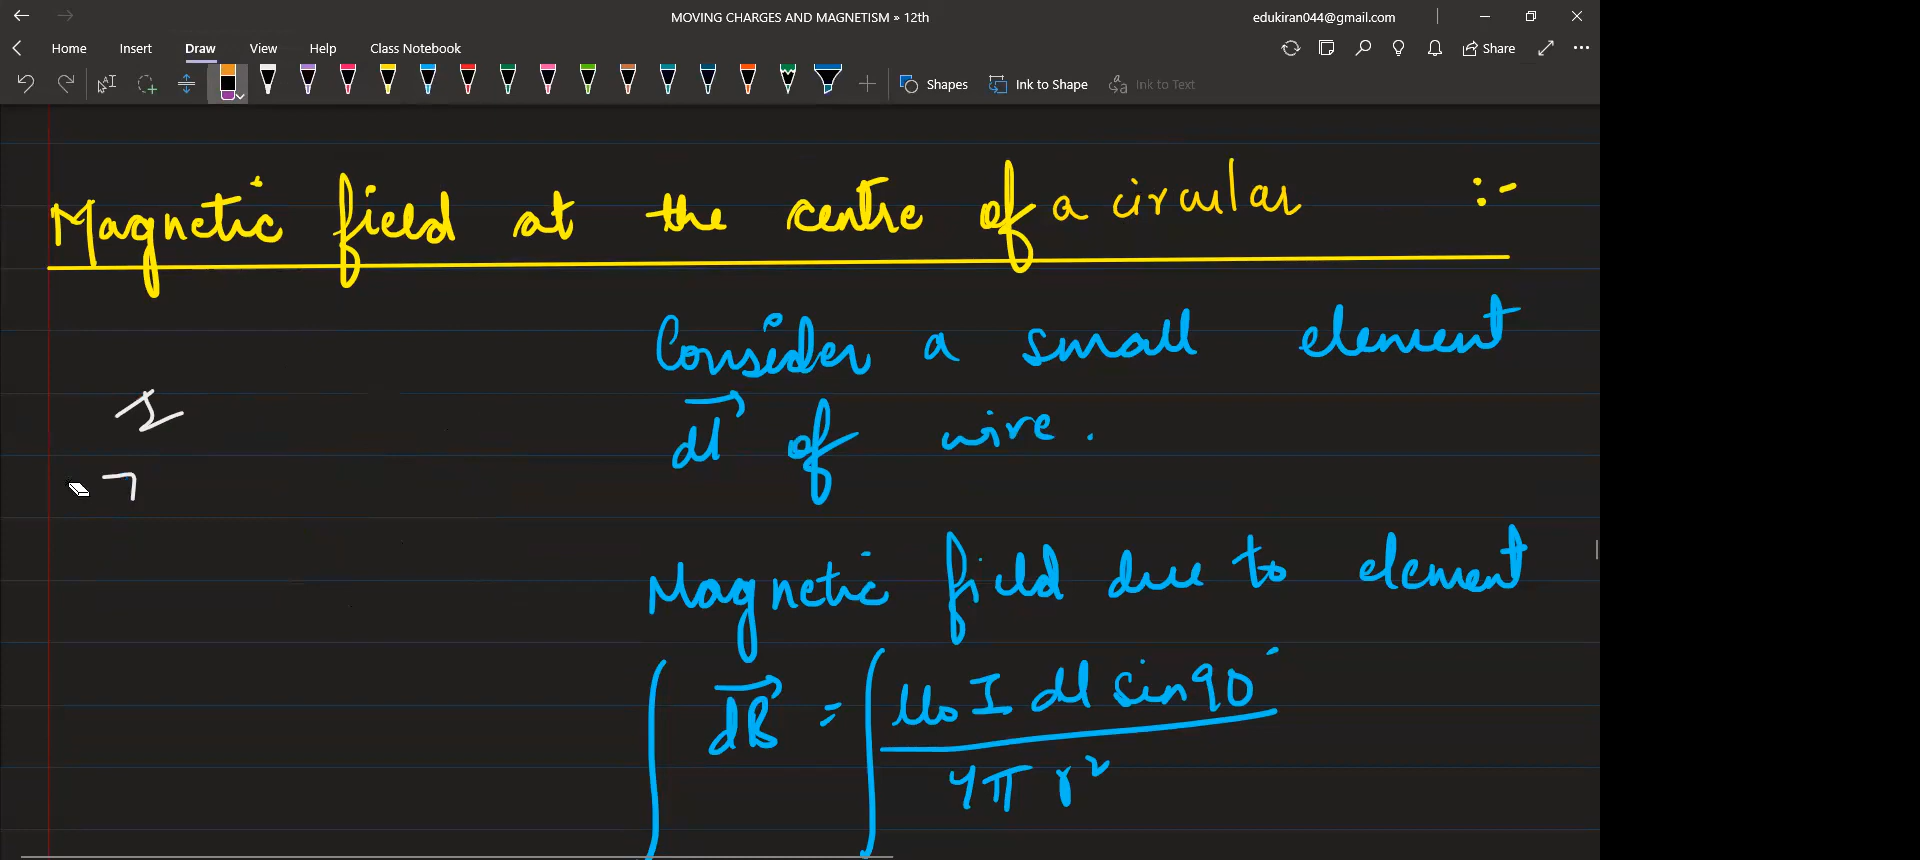 MOVING CHARGES AND MAGNETISM » 12th
edukiran044@gmail.com
Home Insert Draw View Help Class Notebook
Share
Shapes Ink to Shape Ink to Text
Magnetic field at the centre of a circular :-
Consider a small element
dl of wire.
Magnetic field due to element
∫ dB = ∫ μ₀ I dl sin 90° / 4π r²